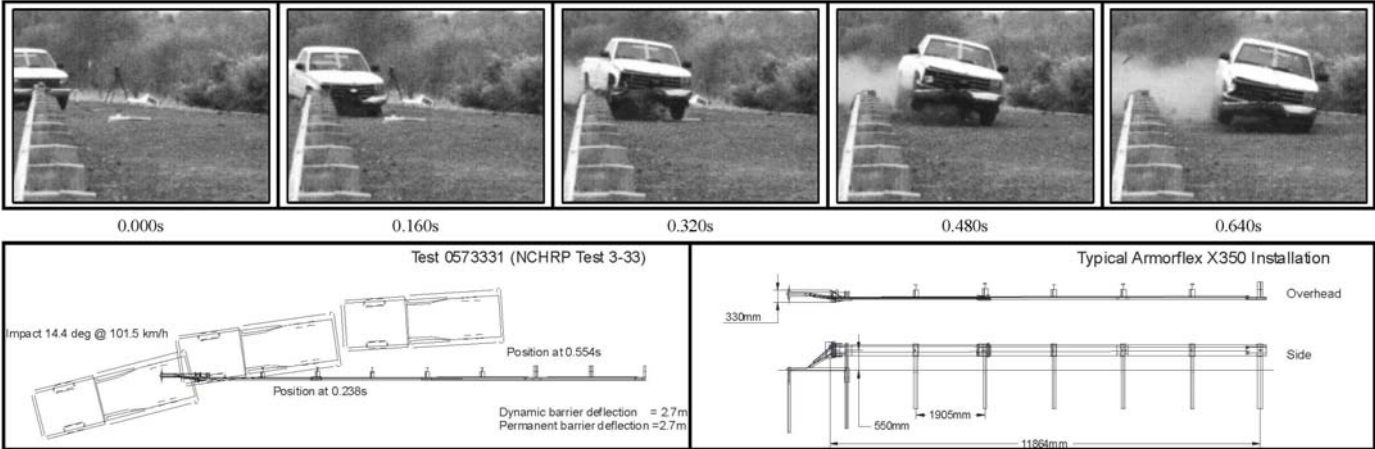 0.000s
0.160s
0.320s
0.480s
0.640s
Test 0573331 (NCHRP Test 3-33)
Impact 14.4 deg @ 101.5 km/h
Position at 0.554s
Position at 0.238s
Dynamic barrier deflection = 2.7m
Permanent barrier deflection =2.7m
Typical Armorflex X350 Installation
Overhead
330mm
Side
1905mm
550mm
11864mm